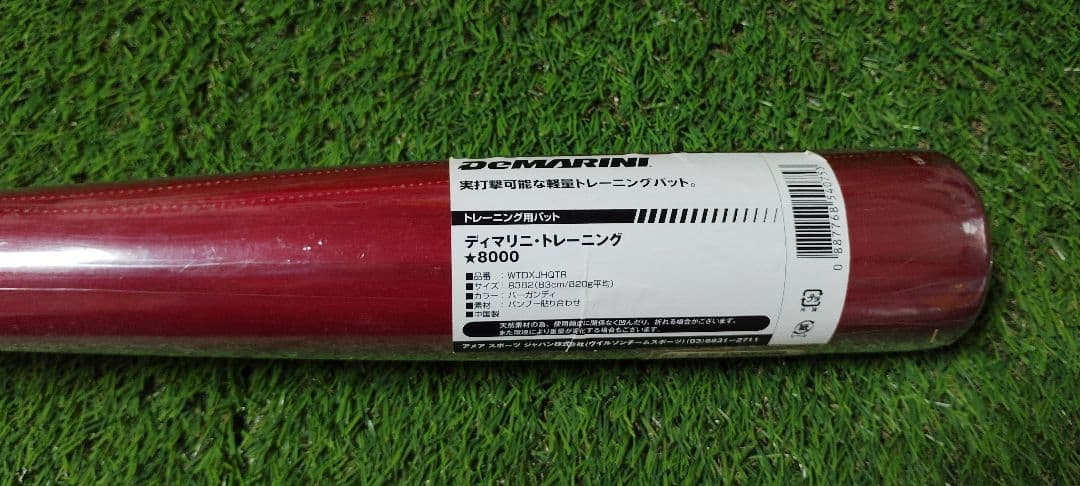 DeMARINI
実打撃可能な軽量トレーニングバット。
トレーニング用バット
ディマリニ・トレーニング
★8000
■品番 : WTDXJHQTR
■サイズ : 8382(83cm/820g平均)
■カラー : バーガンディ
■素材 : バンブー貼り合わせ
■中国製
天然素材の為、使用頻度に関係なく凹んだり、折れる場合がございます。
また環境により重量が変化する場合もございます。
アメア スポーツ ジャパン株式会社(ウイルソンチームスポーツ) (03)6831-2711
0 887768 540753
プラ
外装
紙